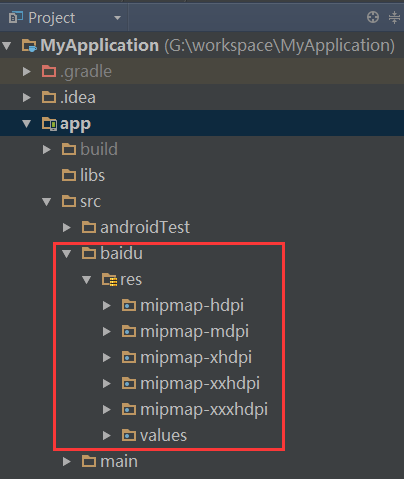 Project
MyApplication (G:\workspace\MyApplication)
.gradle
.idea
app
build
libs
src
androidTest
baidu
res
mipmap-hdpi
mipmap-mdpi
mipmap-xhdpi
mipmap-xxhdpi
mipmap-xxxhdpi
values
main